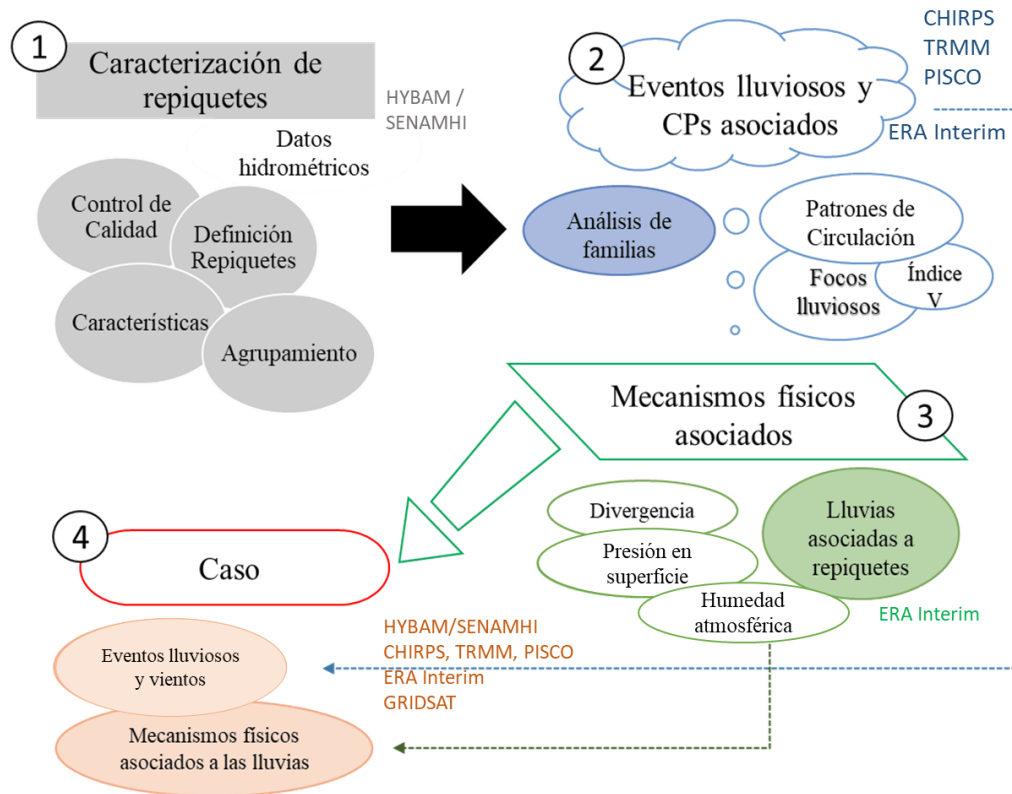 1
Caracterización de
repiquetes
HYBAM /
SENAMHI
Datos
hidrométricos
Control de
Calidad
Definición
Repiquetes
Características
Agrupamiento
2
Eventos lluviosos y
CPs asociados
CHIRPS
TRMM
PISCO
ERA Interim
Análisis de
familias
Patrones de
Circulación
Focos
lluviosos
Índice
V
Mecanismos físicos
asociados
3
Divergencia
Presión en
superficie
Humedad
atmosférica
Lluvias
asociadas a
repiquetes
ERA Interim
4
Caso
HYBAM/SENAMHI
CHIRPS, TRMM, PISCO
ERA Interim
GRIDSAT
Eventos lluviosos
y vientos
Mecanismos físicos
asociados a las lluvias